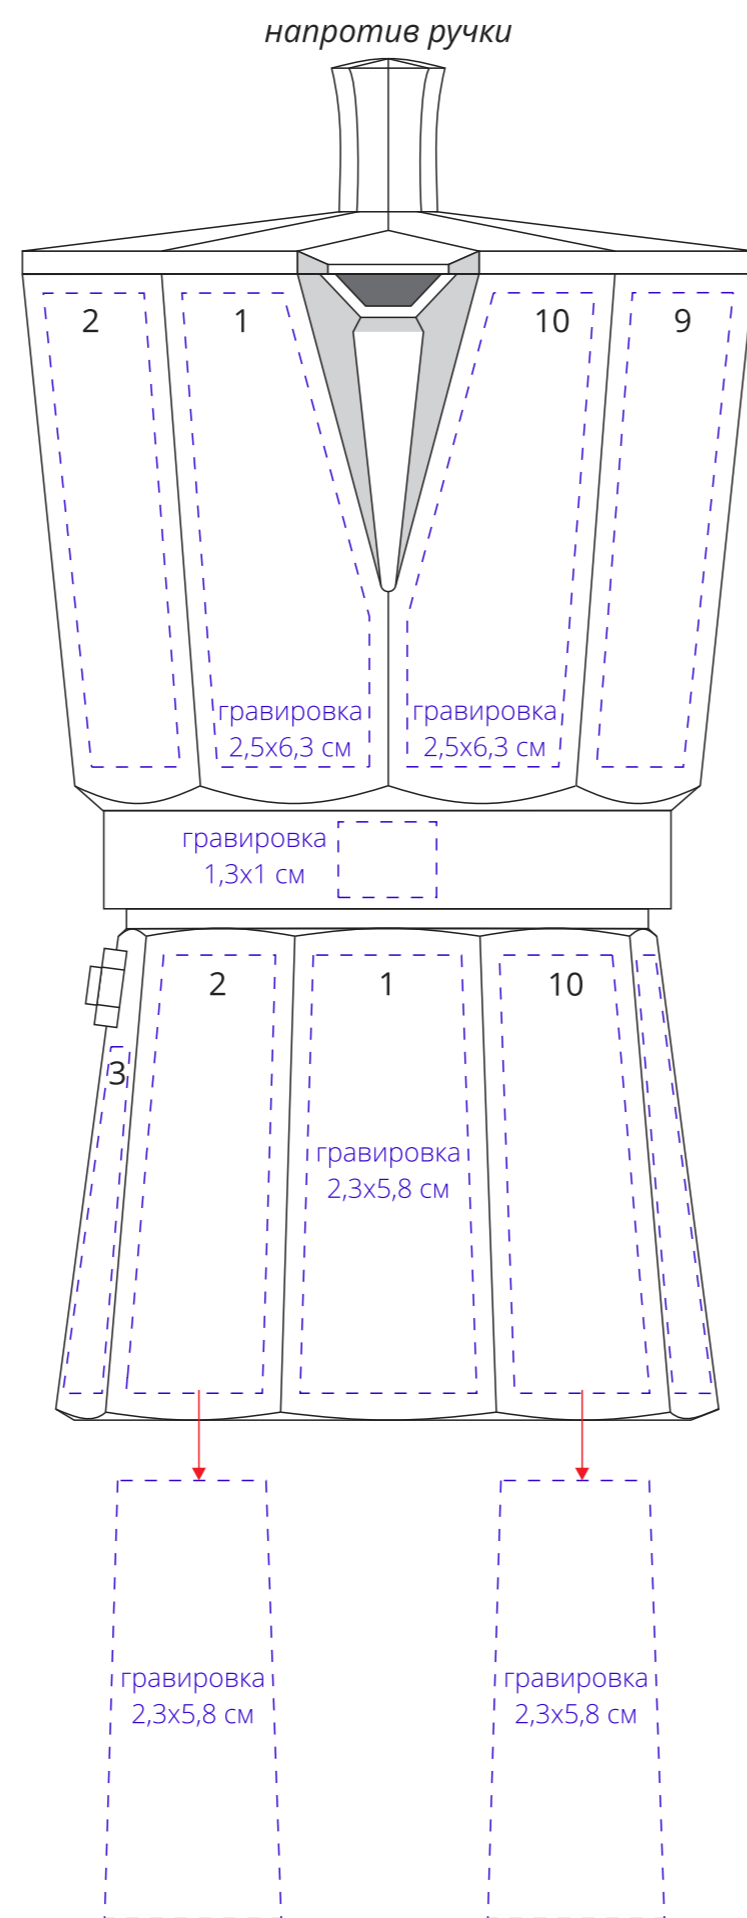 напротив ручки
2
1
10
9
гравировка
2,5x6,3 см
гравировка
2,5x6,3 см
гравировка
1,3x1 см
2
1
10
3
гравировка
2,3x5,8 см
гравировка
2,3x5,8 см
гравировка
2,3x5,8 см